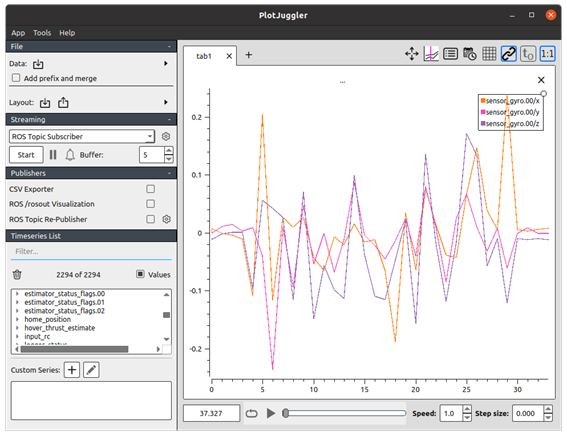 PlotJuggler
App Tools Help
File -
Data:
Add prefix and merge
Layout:
Streaming -
ROS Topic Subscriber
Start Buffer: 5
Publishers -
CSV Exporter
ROS /rosout Visualization
ROS Topic Re-Publisher
Timeseries List -
Filter...
2294 of 2294 Values
estimator_status_flags.00
estimator_status_flags.01
estimator_status_flags.02
home_position
hover_thrust_estimate
input_rc
Custom Series:
tab1
t0
1:1
...
sensor_gyro.00/x
sensor_gyro.00/y
sensor_gyro.00/z
0.2
0.1
0
-0.1
-0.2
0 5 10 15 20 25 30
37.327 Speed: 1.0 Step size: 0.000